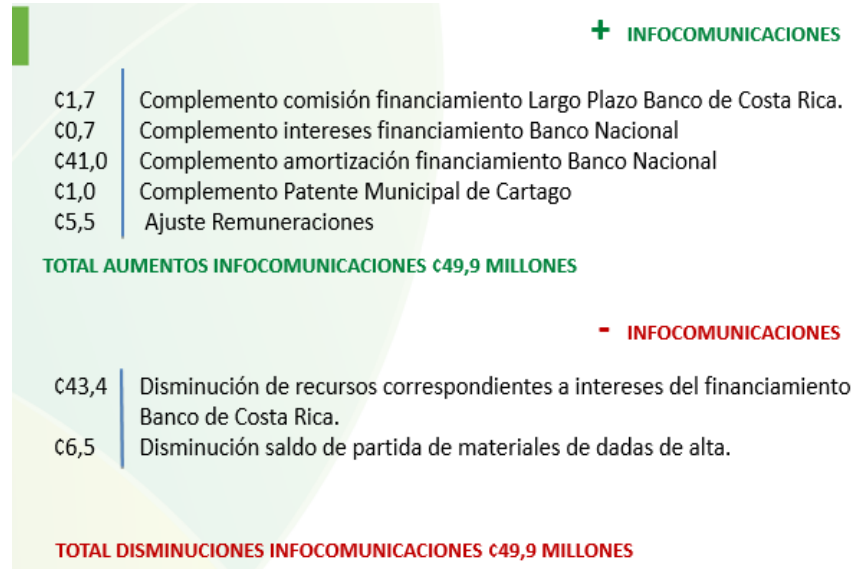 + INFOCOMUNICACIONES
¢1,7 Complemento comisión financiamiento Largo Plazo Banco de Costa Rica.
¢0,7 Complemento intereses financiamiento Banco Nacional
¢41,0 Complemento amortización financiamiento Banco Nacional
¢1,0 Complemento Patente Municipal de Cartago
¢5,5 Ajuste Remuneraciones
TOTAL AUMENTOS INFOCOMUNICACIONES ¢49,9 MILLONES
- INFOCOMUNICACIONES
¢43,4 Disminución de recursos correspondientes a intereses del financiamiento
Banco de Costa Rica.
¢6,5 Disminución saldo de partida de materiales de dadas de alta.
TOTAL DISMINUCIONES INFOCOMUNICACIONES ¢49,9 MILLONES